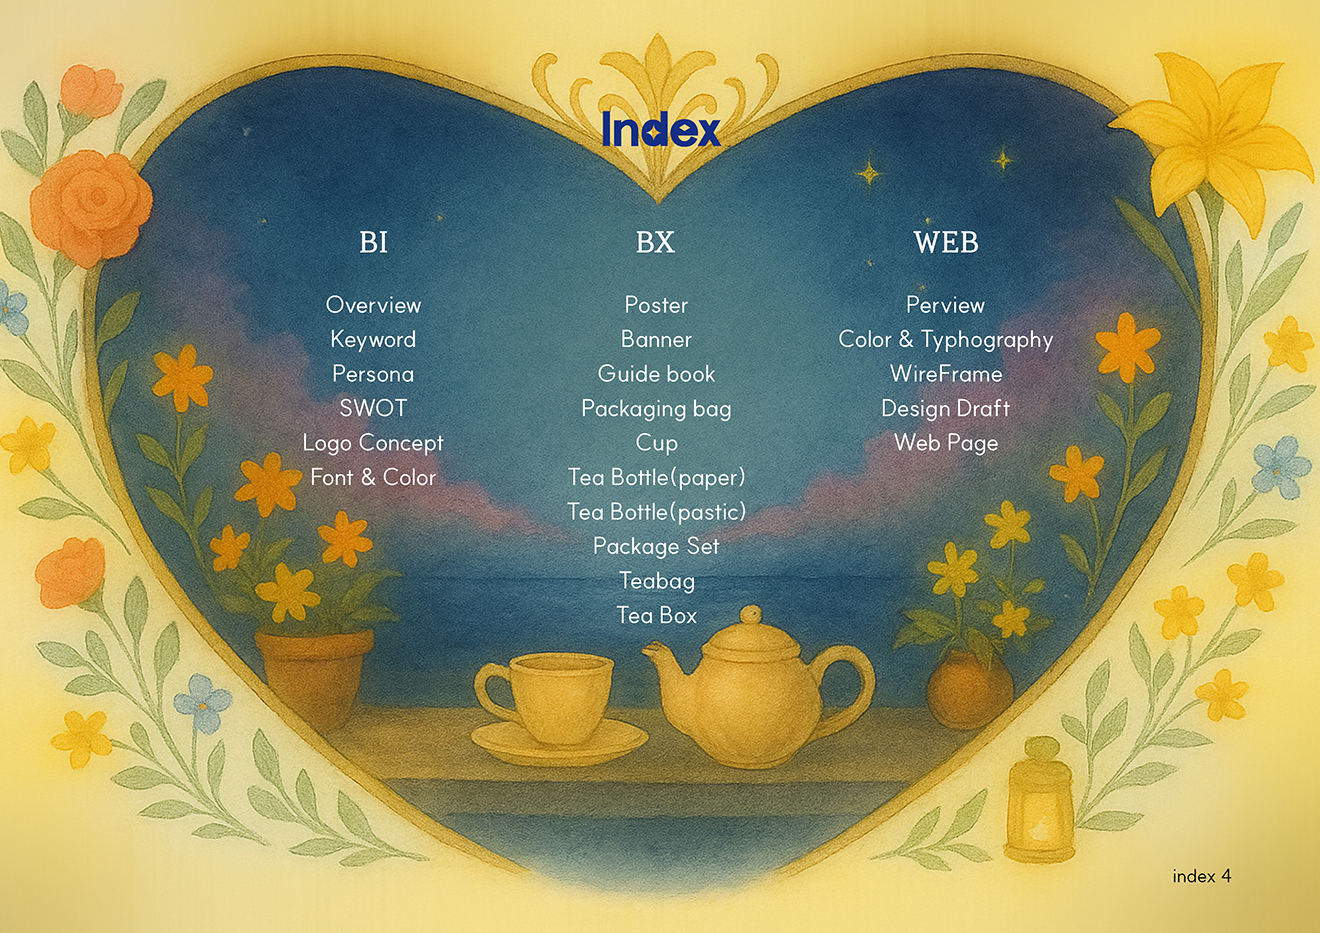 Index
BI
Overview
Keyword
Persona
SWOT
Logo Concept
Font & Color
BX
Poster
Banner
Guide book
Packaging bag
Cup
Tea Bottle(paper)
Tea Bottle(pastic)
Package Set
Teabag
Tea Box
WEB
Perview
Color & Typhography
WireFrame
Design Draft
Web Page
index 4